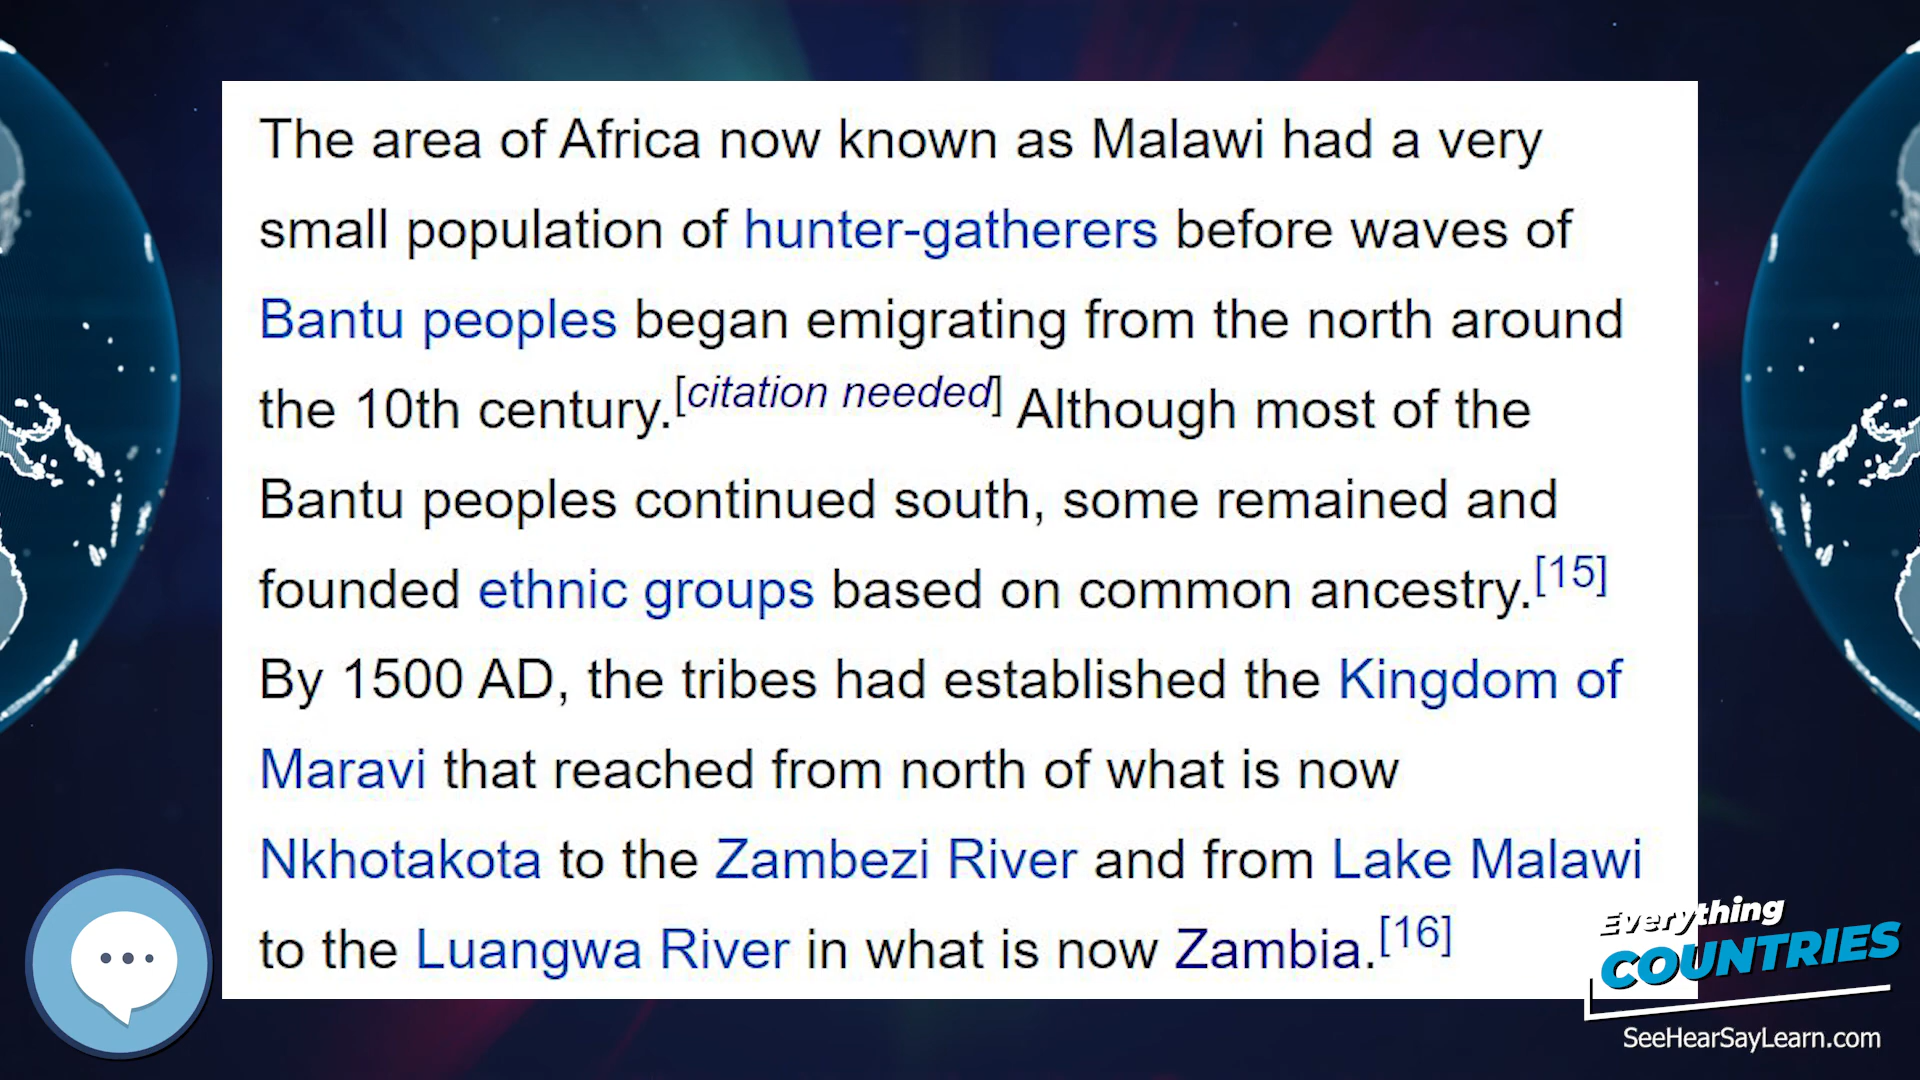 The area of Africa now known as Malawi had a very
small population of hunter-gatherers before waves of
Bantu peoples began emigrating from the north around
the 10th century.[citation needed] Although most of the
Bantu peoples continued south, some remained and
founded ethnic groups based on common ancestry.[15]
By 1500 AD, the tribes had established the Kingdom of
Maravi that reached from north of what is now
Nkhotakota to the Zambezi River and from Lake Malawi
to the Luangwa River in what is now Zambia.[16]
Everything
COUNTRIES
SeeHearSayLearn.com